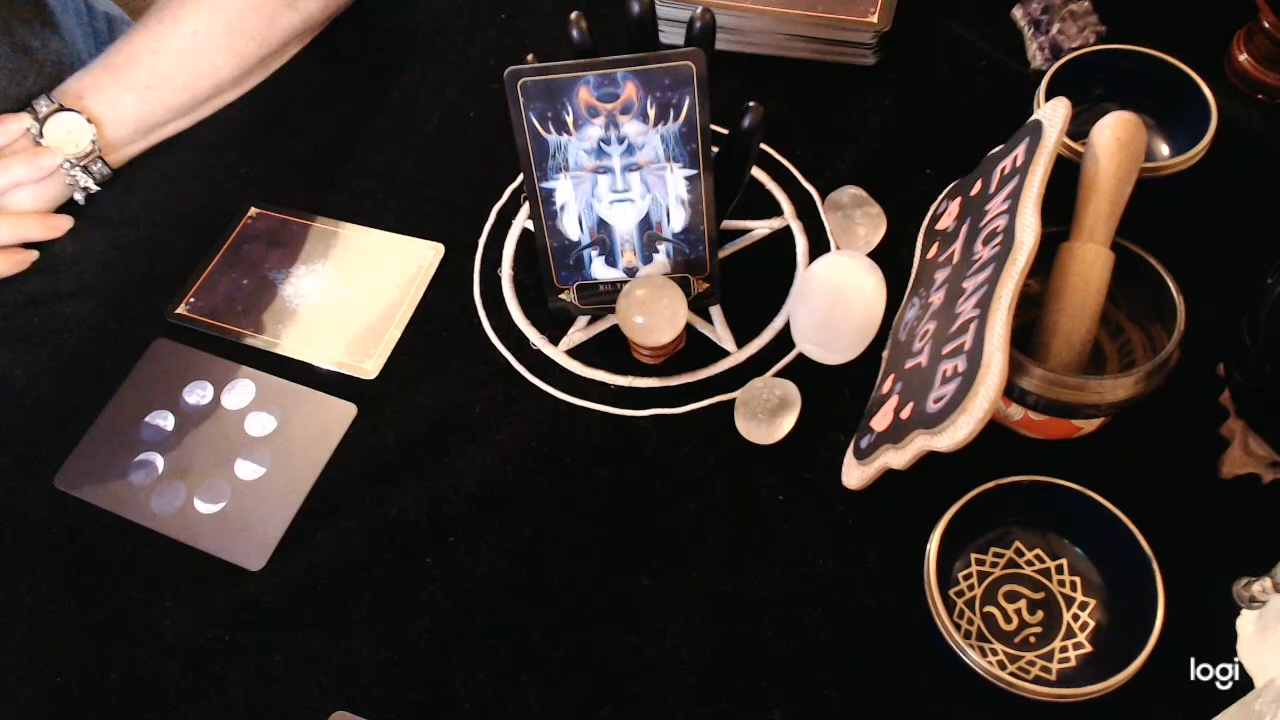 XII. T
ENCHANTED
TAROT
ॐ
logi